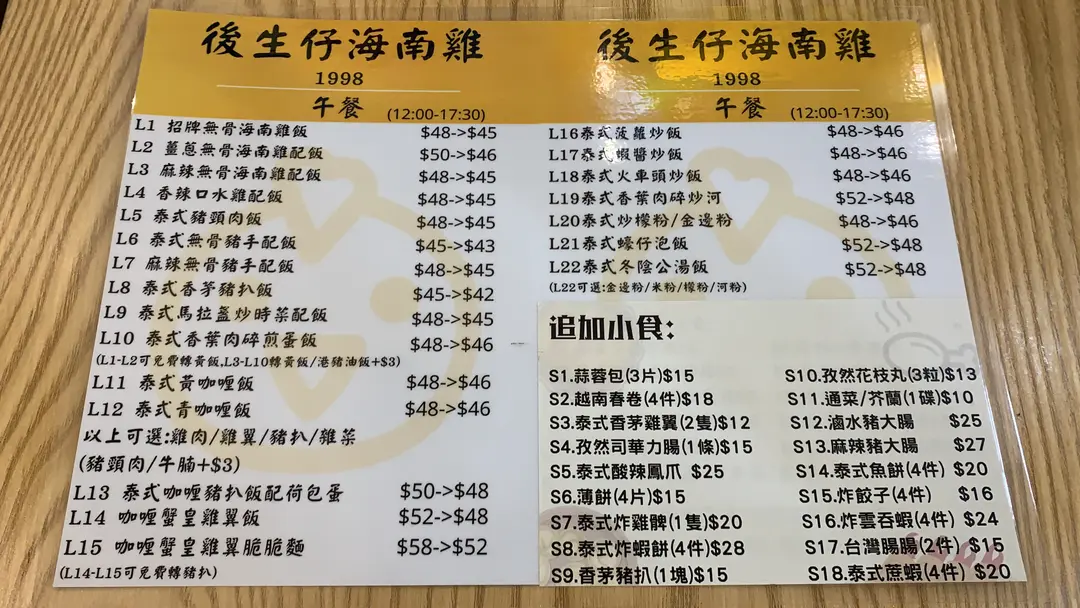 後生仔海南雞
1998
午餐 (12:00-17:30)
L1 招牌無骨海南雞飯 $48->$45
L2 薑蔥無骨海南雞配飯 $50->$46
L3 麻辣無骨海南雞配飯 $48->$45
L4 香辣口水雞配飯 $48->$45
L5 泰式豬頸肉飯 $48->$45
L6 泰式無骨豬手配飯 $45->$43
L7 麻辣無骨豬手配飯 $48->$45
L8 泰式香茅豬扒飯 $45->$42
L9 泰式馬拉盞炒時菜配飯 $48->$45
L10 泰式香葉肉碎煎蛋飯 $48->$46
(L1-L2可免費轉黃飯,L3-L10轉黃飯/港豬油飯+$3)
L11 泰式黃咖喱飯 $48->$46
L12 泰式青咖喱飯 $48->$46
以上可選:雞肉/雞翼/豬扒/雜菜
(豬頸肉/牛腩+$3)
L13 泰式咖喱豬扒飯配荷包蛋 $50->$48
L14 咖喱蟹皇雞翼飯 $52->$48
L15 咖喱蟹皇雞翼脆脆麵 $58->$52
(L14-L15可免費轉豬扒)
後生仔海南雞
1998
午餐 (12:00-17:30)
L16泰式菠蘿炒飯 $48->$46
L17泰式蝦醬炒飯 $48->$46
L18泰式火車頭炒飯 $48->$46
L19泰式香葉肉碎炒河 $52->$48
L20泰式炒檬粉/金邊粉 $48->$46
L21泰式蠔仔泡飯 $52->$48
L22泰式冬陰公湯飯 $52->$48
(L22可選:金邊粉/米粉/檬粉/河粉)
追加小食:
S1.蒜蓉包(3片)$15
S2.越南春卷(4件)$18
S3.泰式香茅雞翼(2隻)$12
S4.孜然司華力腸(1條)$15
S5.泰式酸辣鳳爪 $25
S6.薄餅(4片)$15
S7.泰式炸雞髀(1隻)$20
S8.泰式炸蝦餅(4件)$28
S9.香茅豬扒(1塊)$15
S10.孜然花枝丸(3粒)$13
S11.通菜/芥蘭(1碟)$10
S12.滷水豬大腸 $25
S13.麻辣豬大腸 $27
S14.泰式魚餅(4件) $20
S15.炸餃子(4件) $16
S16.炸雲吞蝦(4件) $24
S17.台灣腸腸(2件) $15
S18.泰式蔗蝦(4件) $20